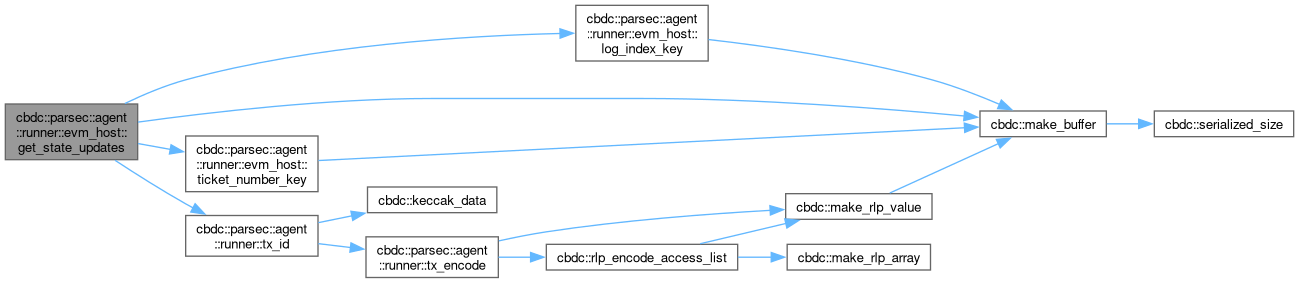 cbdc::parsec::agent
::runner::evm_host::
get_state_updates
cbdc::parsec::agent
::runner::evm_host::
log_index_key
cbdc::parsec::agent
::runner::evm_host::
ticket_number_key
cbdc::parsec::agent
::runner::tx_id
cbdc::keccak_data
cbdc::parsec::agent
::runner::tx_encode
cbdc::rlp_encode_access_list
cbdc::make_rlp_value
cbdc::make_rlp_array
cbdc::make_buffer
cbdc::serialized_size